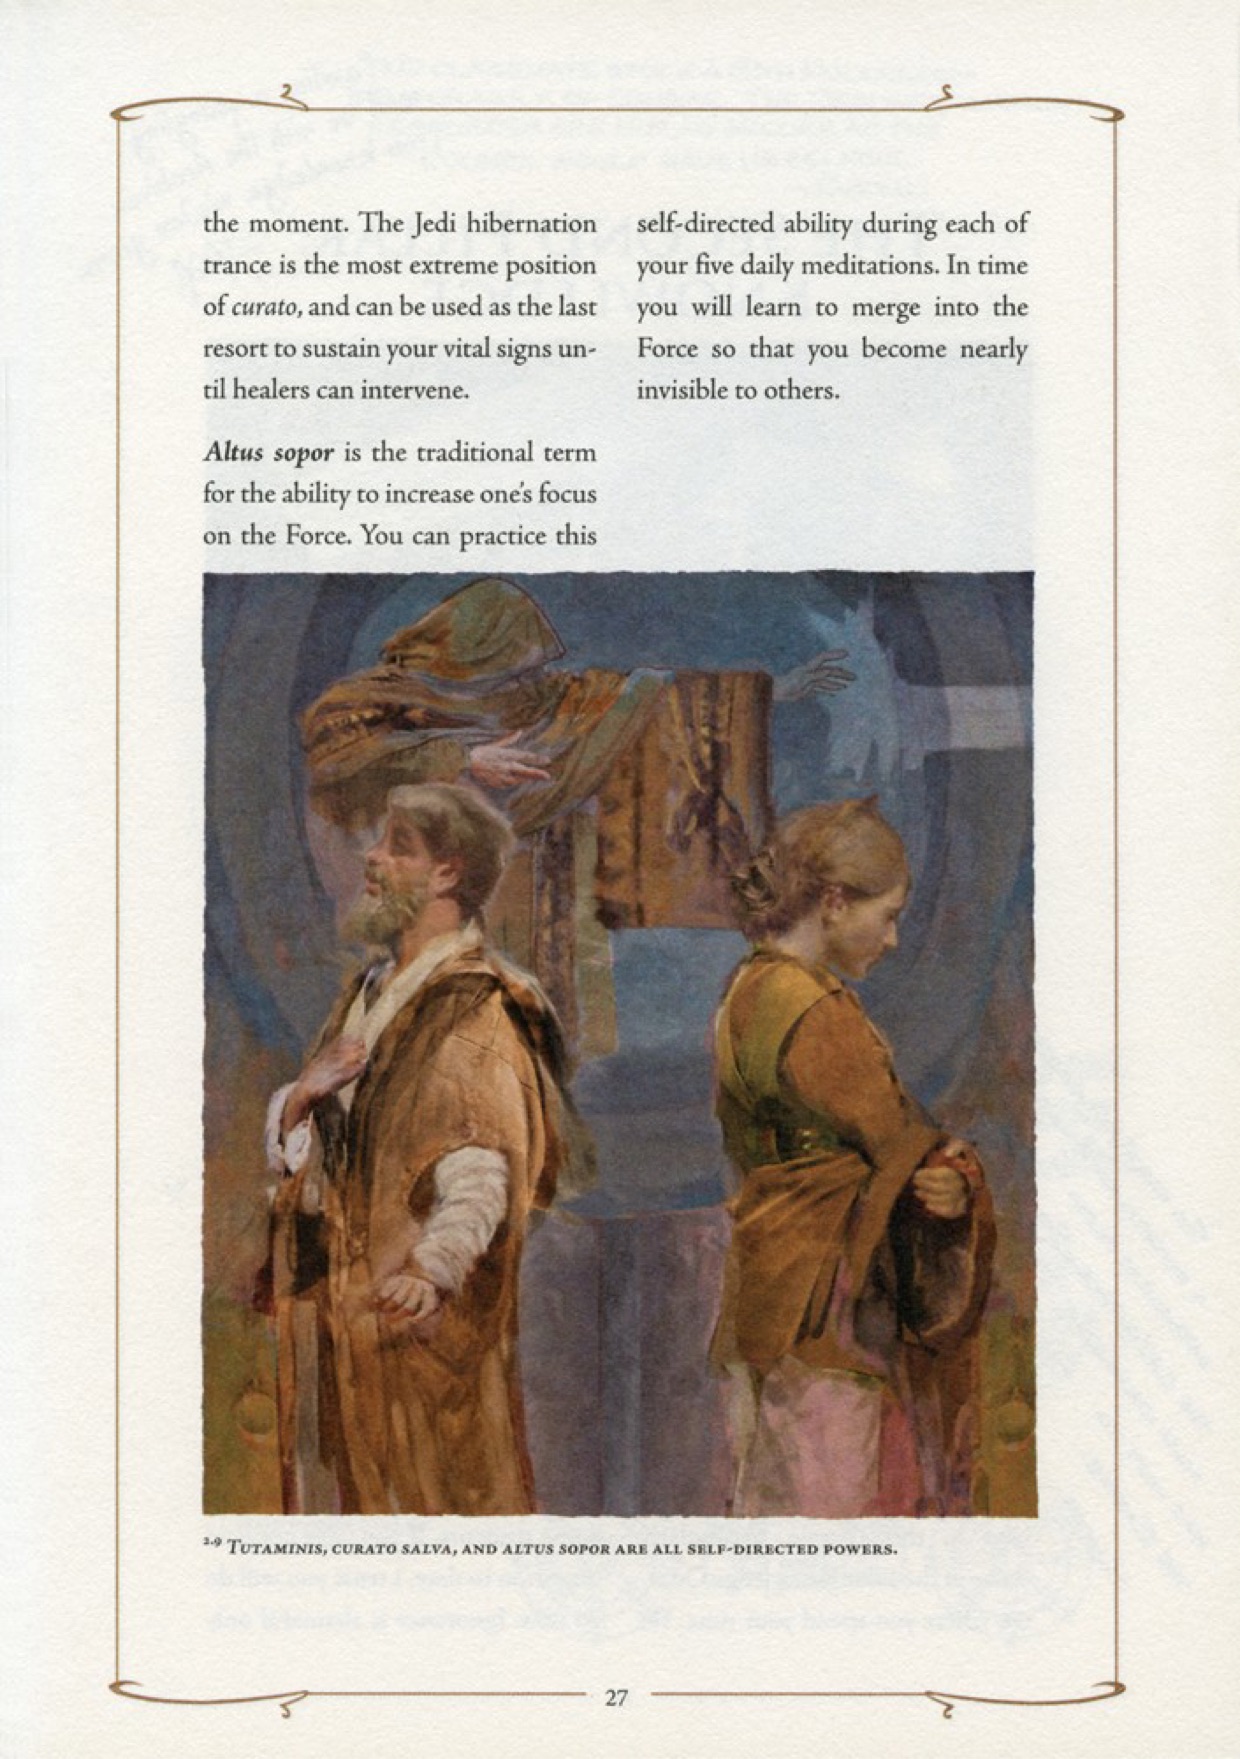 the moment. The Jedi hibernation
trance is the most extreme position
of curato, and can be used as the last
resort to sustain your vital signs un-
til healers can intervene.
Altus sopor is the traditional term
for the ability to increase one's focus
on the Force. You can practice this
self-directed ability during each of
your five daily meditations. In time
you will learn to merge into the
Force so that you become nearly
invisible to others.
2.9 Tutaminis, curato salva, and altus sopor are all self-directed powers.
27